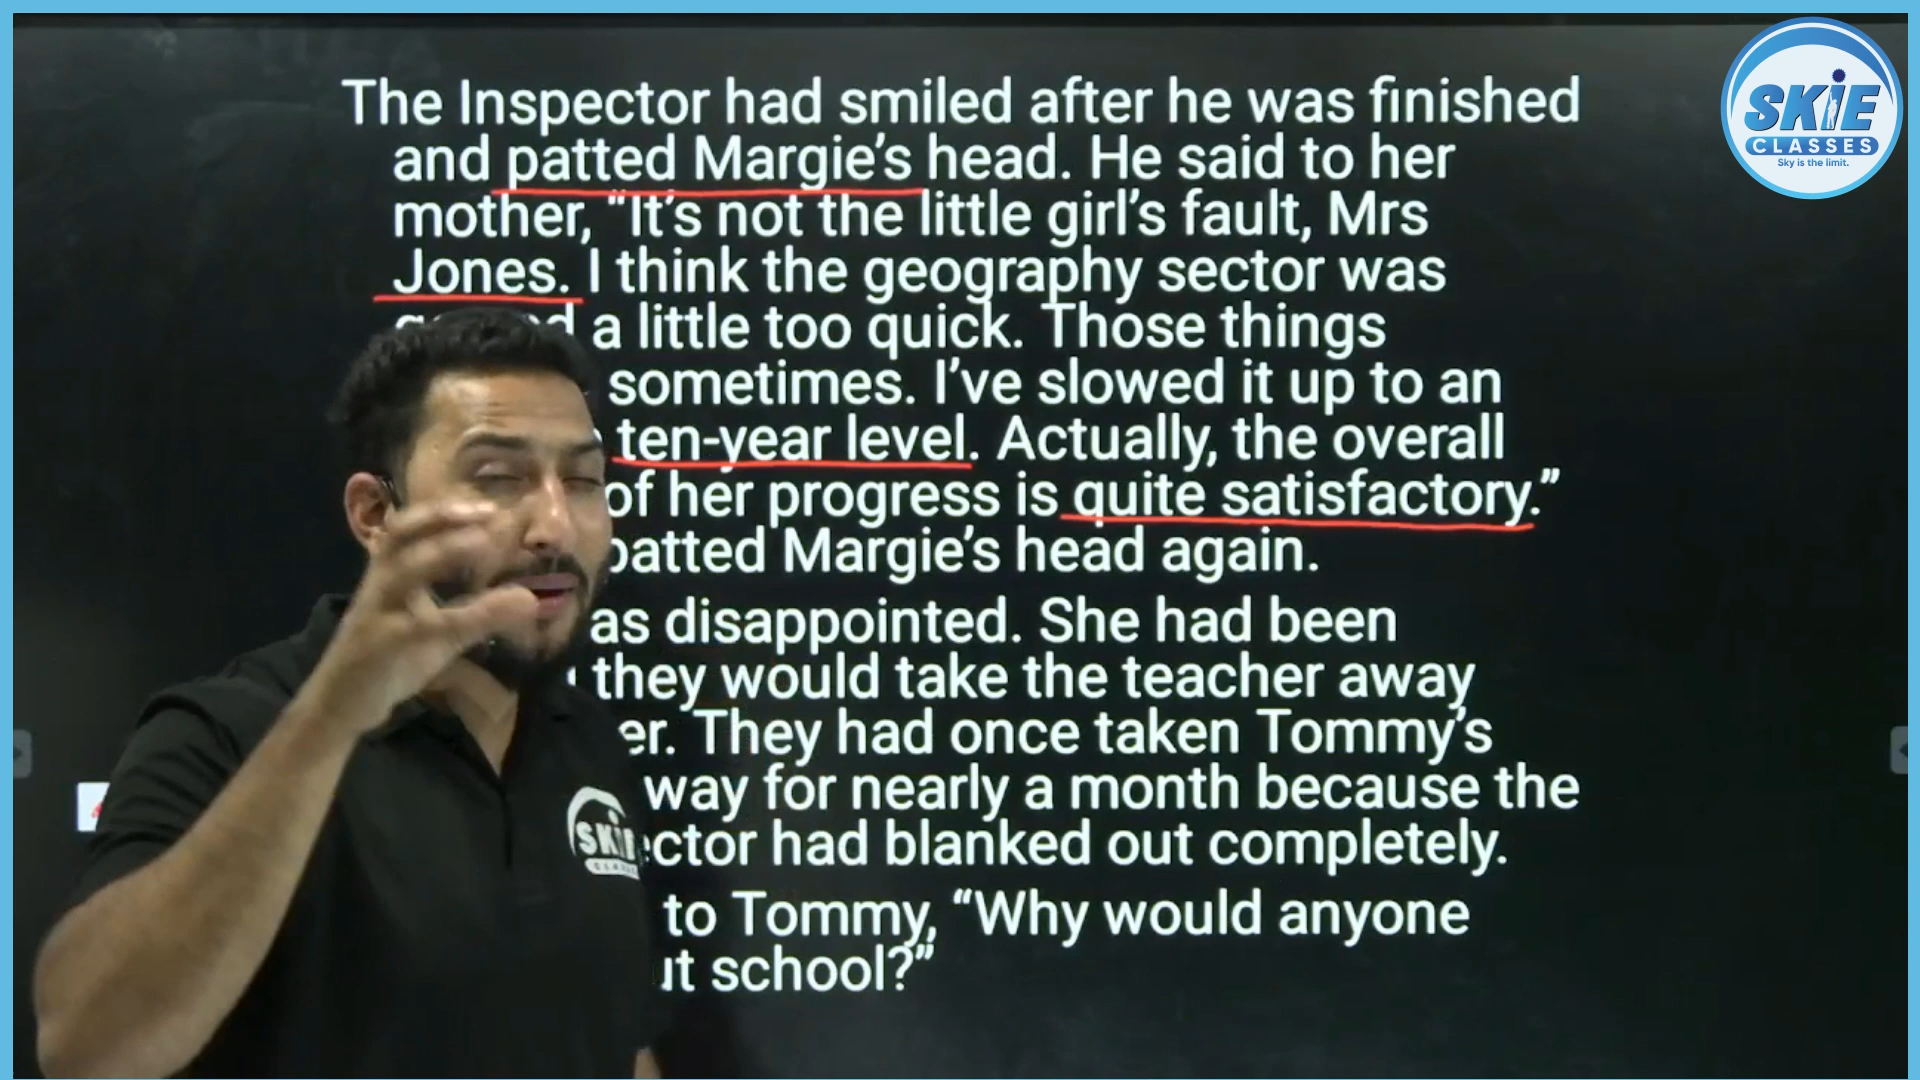 The Inspector had smiled after he was finished
and patted Margie's head. He said to her
mother, “It's not the little girl's fault, Mrs
Jones. I think the geography sector was
a little too quick. Those things
sometimes. I've slowed it up to an
ten-year level. Actually, the overall
of her progress is quite satisfactory.”
patted Margie's head again.
as disappointed. She had been
they would take the teacher away
er. They had once taken Tommy's
way for nearly a month because the
ector had blanked out completely.
to Tommy, “Why would anyone
ut school?”
SKIE
CLASSES
Sky is the limit.
SKIE
CLASSES